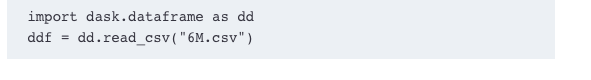 import dask.dataframe as dd
ddf = dd.read_csv("6M.csv")